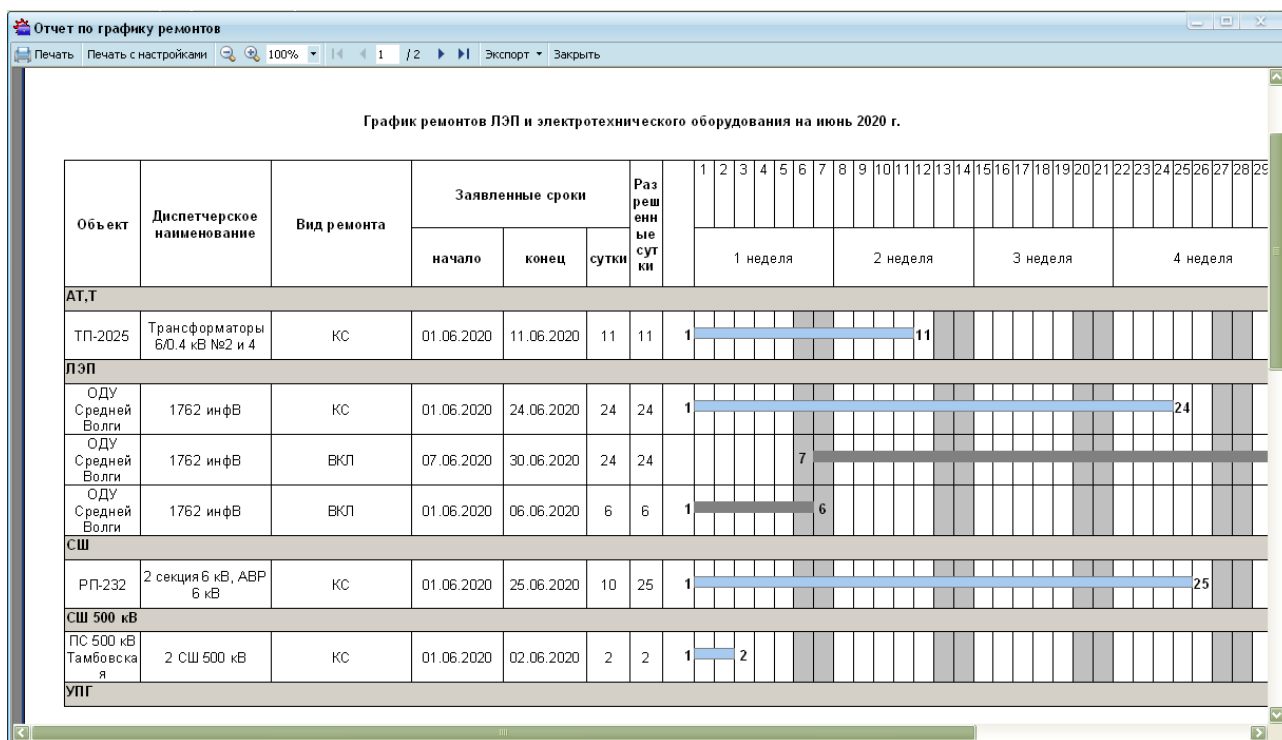 Отчет по графику ремонтов
Печать Печать с настройками 100% 1 / 2 Экспорт Закрыть
График ремонтов ЛЭП и электротехнического оборудования на июнь 2020 г.
Объект Диспетчерское наименование Вид ремонта Заявленные сроки Раз реш енн ые сут ки 1 2 3 4 5 6 7 8 9 10 11 12 13 14 15 16 17 18 19 20 21 22 23 24 25 26 27 28 29
начало конец сутки 1 неделя 2 неделя 3 неделя 4 неделя
АТ,Т
ТП-2025 Трансформаторы 6/0.4 кВ №2 и 4 КС 01.06.2020 11.06.2020 11 11 1 11
ЛЭП
ОДУ Средней Волги 1762 инфВ КС 01.06.2020 24.06.2020 24 24 1 24
ОДУ Средней Волги 1762 инфВ ВКЛ 07.06.2020 30.06.2020 24 24 7
ОДУ Средней Волги 1762 инфВ ВКЛ 01.06.2020 06.06.2020 6 6 1 6
СШ
РП-232 2 секция 6 кВ, АВР 6 кВ КС 01.06.2020 25.06.2020 10 25 1 25
СШ 500 кВ
ПС 500 кВ Тамбовска я 2 СШ 500 кВ КС 01.06.2020 02.06.2020 2 2 1 2
УПГ